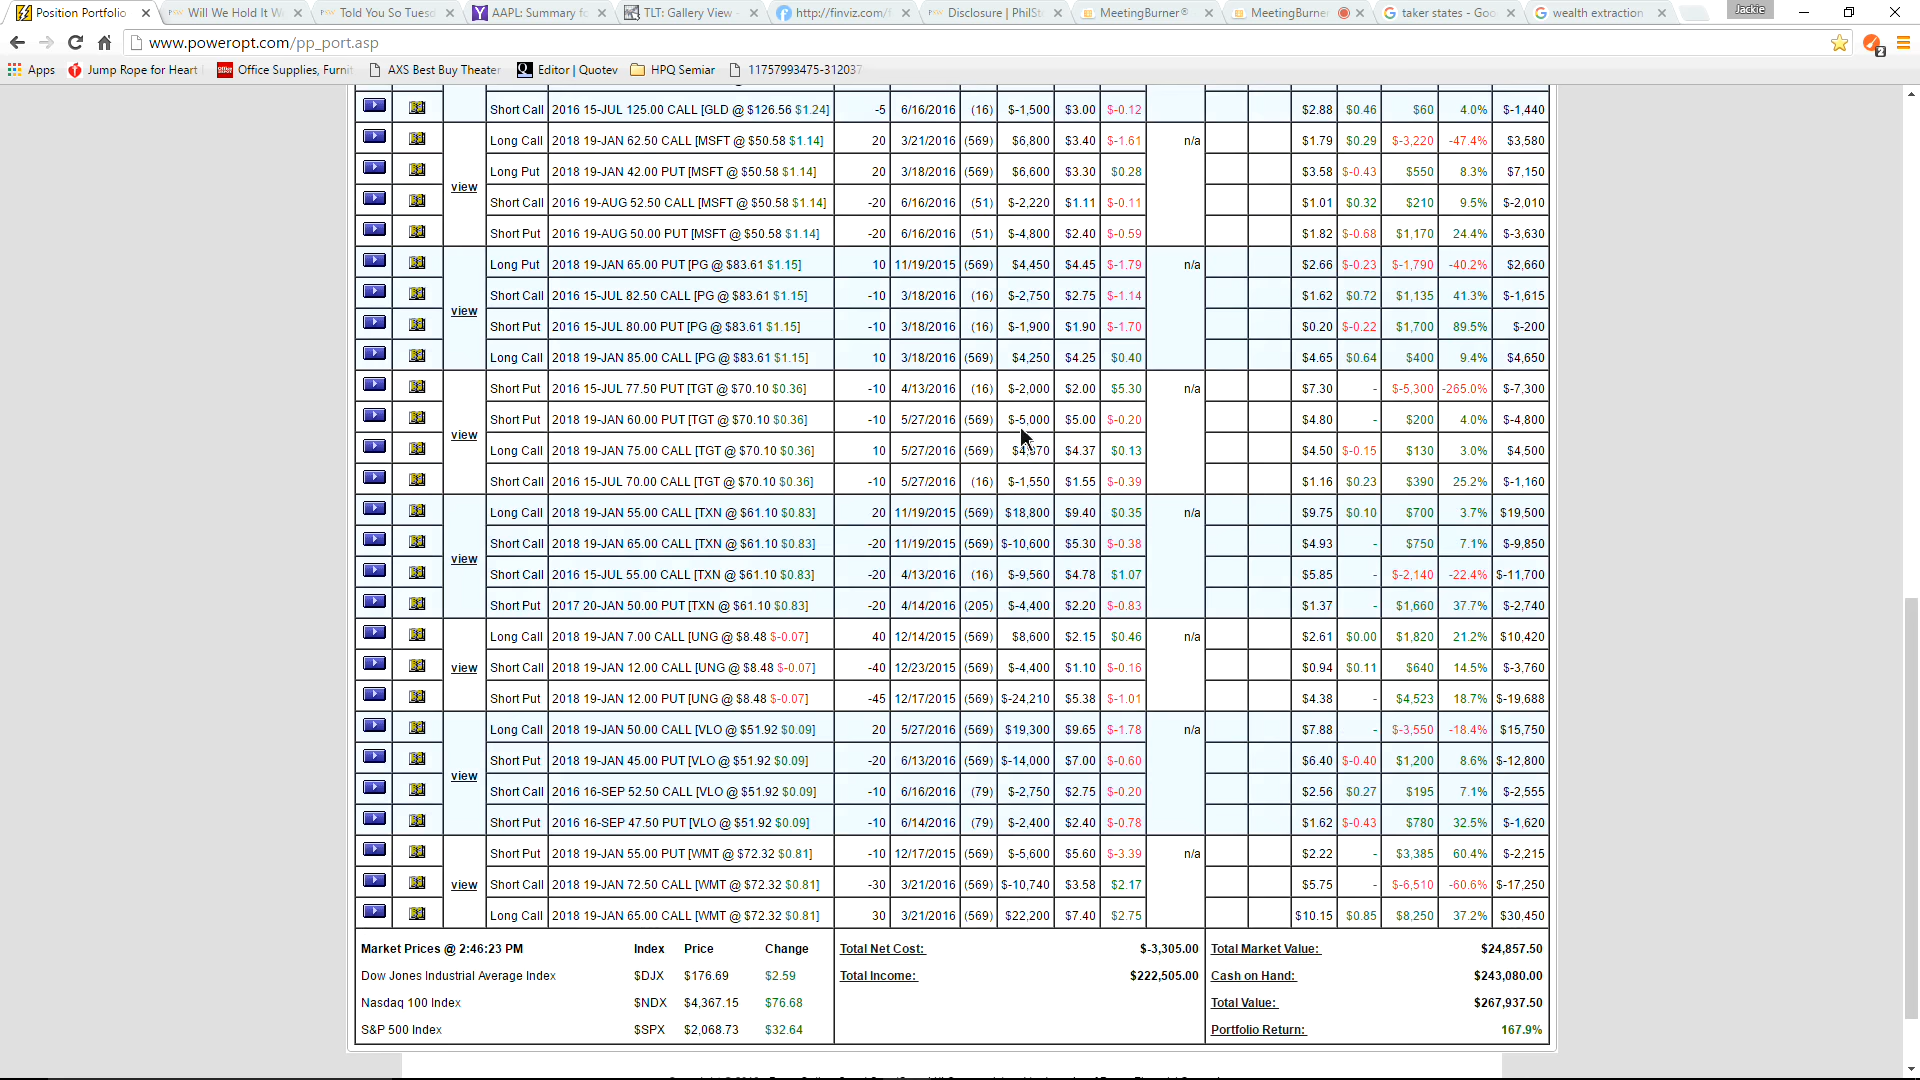 Position Portfolio
Will We Hold It W
Told You So Tuesd
AAPL: Summary fo
TLT: Gallery View -
http://finviz.com/f
Disclosure | PhilSt
MeetingBurner®
MeetingBurne
taker states - Goo
wealth extraction
Jackie
www.poweropt.com/pp_port.asp
2
Apps
Jump Rope for Heart
Office Supplies, Furnit
AXS Best Buy Theater
Editor | Quotev
HPQ Semiar
11757993475-312037
Short Call 2016 15-JUL 125.00 CALL [GLD @ $126.56 $1.24] -5 6/16/2016 (16) $-1,500 $3.00 $-0.12 $2.88 $0.46 $60 4.0% $-1,440
Long Call 2018 19-JAN 62.50 CALL [MSFT @ $50.58 $1.14] 20 3/21/2016 (569) $6,800 $3.40 $-1.61 n/a $1.79 $0.29 $-3,220 -47.4% $3,580
Long Put 2018 19-JAN 42.00 PUT [MSFT @ $50.58 $1.14] 20 3/18/2016 (569) $6,600 $3.30 $0.28 $3.58 $-0.43 $550 8.3% $7,150
view
Short Call 2016 19-AUG 52.50 CALL [MSFT @ $50.58 $1.14] -20 6/16/2016 (51) $-2,220 $1.11 $-0.11 $1.01 $0.32 $210 9.5% $-2,010
Short Put 2016 19-AUG 50.00 PUT [MSFT @ $50.58 $1.14] -20 6/16/2016 (51) $-4,800 $2.40 $-0.59 $1.82 $-0.68 $1,170 24.4% $-3,630
Long Put 2018 19-JAN 65.00 PUT [PG @ $83.61 $1.15] 10 11/19/2015 (569) $4,450 $4.45 $-1.79 n/a $2.66 $-0.23 $-1,790 -40.2% $2,660
Short Call 2016 15-JUL 82.50 CALL [PG @ $83.61 $1.15] -10 3/18/2016 (16) $-2,750 $2.75 $-1.14 $1.62 $0.72 $1,135 41.3% $-1,615
view
Short Put 2016 15-JUL 80.00 PUT [PG @ $83.61 $1.15] -10 3/18/2016 (16) $-1,900 $1.90 $-1.70 $0.20 $-0.22 $1,700 89.5% $-200
Long Call 2018 19-JAN 85.00 CALL [PG @ $83.61 $1.15] 10 3/18/2016 (569) $4,250 $4.25 $0.40 $4.65 $0.64 $400 9.4% $4,650
Short Put 2016 15-JUL 77.50 PUT [TGT @ $70.10 $0.36] -10 4/13/2016 (16) $-2,000 $2.00 $5.30 n/a $7.30 - $-5,300 -265.0% $-7,300
Short Put 2018 19-JAN 60.00 PUT [TGT @ $70.10 $0.36] -10 5/27/2016 (569) $-5,000 $5.00 $-0.20 $4.80 - $200 4.0% $-4,800
view
Long Call 2018 19-JAN 75.00 CALL [TGT @ $70.10 $0.36] 10 5/27/2016 (569) $4,370 $4.37 $0.13 $4.50 $-0.15 $130 3.0% $4,500
Short Call 2016 15-JUL 70.00 CALL [TGT @ $70.10 $0.36] -10 5/27/2016 (16) $-1,550 $1.55 $-0.39 $1.16 $0.23 $390 25.2% $-1,160
Long Call 2018 19-JAN 55.00 CALL [TXN @ $61.10 $0.83] 20 11/19/2015 (569) $18,800 $9.40 $0.35 n/a $9.75 $0.10 $700 3.7% $19,500
Short Call 2018 19-JAN 65.00 CALL [TXN @ $61.10 $0.83] -20 11/19/2015 (569) $-10,600 $5.30 $-0.38 $4.93 - $750 7.1% $-9,850
view
Short Call 2016 15-JUL 55.00 CALL [TXN @ $61.10 $0.83] -20 4/13/2016 (16) $-9,560 $4.78 $1.07 $5.85 - $-2,140 -22.4% $-11,700
Short Put 2017 20-JAN 50.00 PUT [TXN @ $61.10 $0.83] -20 4/14/2016 (205) $-4,400 $2.20 $-0.83 $1.37 - $1,660 37.7% $-2,740
Long Call 2018 19-JAN 7.00 CALL [UNG @ $8.48 $-0.07] 40 12/14/2015 (569) $8,600 $2.15 $0.46 n/a $2.61 $0.00 $1,820 21.2% $10,420
view Short Call 2018 19-JAN 12.00 CALL [UNG @ $8.48 $-0.07] -40 12/23/2015 (569) $-4,400 $1.10 $-0.16 $0.94 $0.11 $640 14.5% $-3,760
Short Put 2018 19-JAN 12.00 PUT [UNG @ $8.48 $-0.07] -45 12/17/2015 (569) $-24,210 $5.38 $-1.01 $4.38 - $4,523 18.7% $-19,688
Long Call 2018 19-JAN 50.00 CALL [VLO @ $51.92 $0.09] 20 5/27/2016 (569) $19,300 $9.65 $-1.78 n/a $7.88 - $-3,550 -18.4% $15,750
Short Put 2018 19-JAN 45.00 PUT [VLO @ $51.92 $0.09] -20 6/13/2016 (569) $-14,000 $7.00 $-0.60 $6.40 $-0.40 $1,200 8.6% $-12,800
view
Short Call 2016 16-SEP 52.50 CALL [VLO @ $51.92 $0.09] -10 6/16/2016 (79) $-2,750 $2.75 $-0.20 $2.56 $0.27 $195 7.1% $-2,555
Short Put 2016 16-SEP 47.50 PUT [VLO @ $51.92 $0.09] -10 6/14/2016 (79) $-2,400 $2.40 $-0.78 $1.62 $-0.43 $780 32.5% $-1,620
Short Put 2018 19-JAN 55.00 PUT [WMT @ $72.32 $0.81] -10 12/17/2015 (569) $-5,600 $5.60 $-3.39 n/a $2.22 - $3,385 60.4% $-2,215
view Short Call 2018 19-JAN 72.50 CALL [WMT @ $72.32 $0.81] -30 3/21/2016 (569) $-10,740 $3.58 $2.17 $5.75 - $-6,510 -60.6% $-17,250
Long Call 2018 19-JAN 65.00 CALL [WMT @ $72.32 $0.81] 30 3/21/2016 (569) $22,200 $7.40 $2.75 $10.15 $0.85 $8,250 37.2% $30,450
Market Prices @ 2:46:23 PM Index Price Change Total Net Cost: $-3,305.00 Total Market Value: $24,857.50
Dow Jones Industrial Average Index $DJX $176.69 $2.59 Total Income: $222,505.00 Cash on Hand: $243,080.00
Nasdaq 100 Index $NDX $4,367.15 $76.68 Total Value: $267,937.50
S&P 500 Index $SPX $2,068.73 $32.64 Portfolio Return: 167.9%